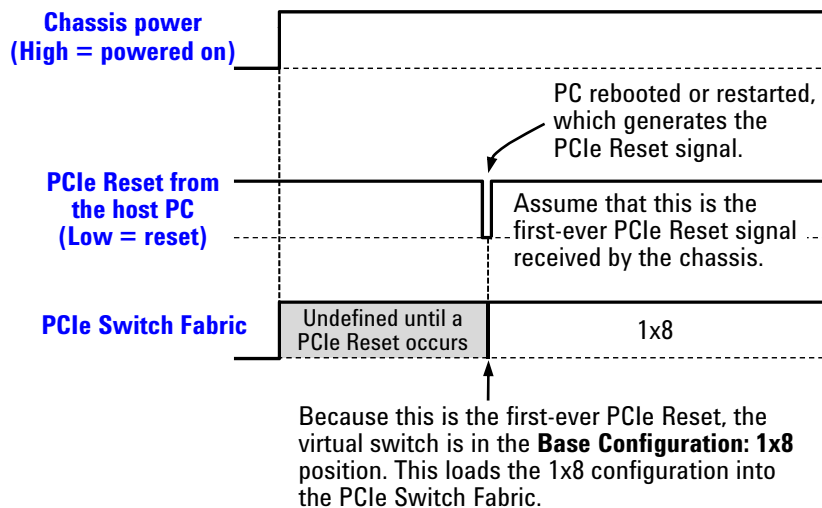 Chassis power
(High = powered on)
PC rebooted or restarted,
which generates the
PCIe Reset signal.
PCIe Reset from
the host PC
(Low = reset)
Assume that this is the
first-ever PCIe Reset signal
received by the chassis.
PCIe Switch Fabric
Undefined until a
PCIe Reset occurs
1x8
Because this is the first-ever PCIe Reset, the
virtual switch is in the Base Configuration: 1x8
position. This loads the 1x8 configuration into
the PCIe Switch Fabric.